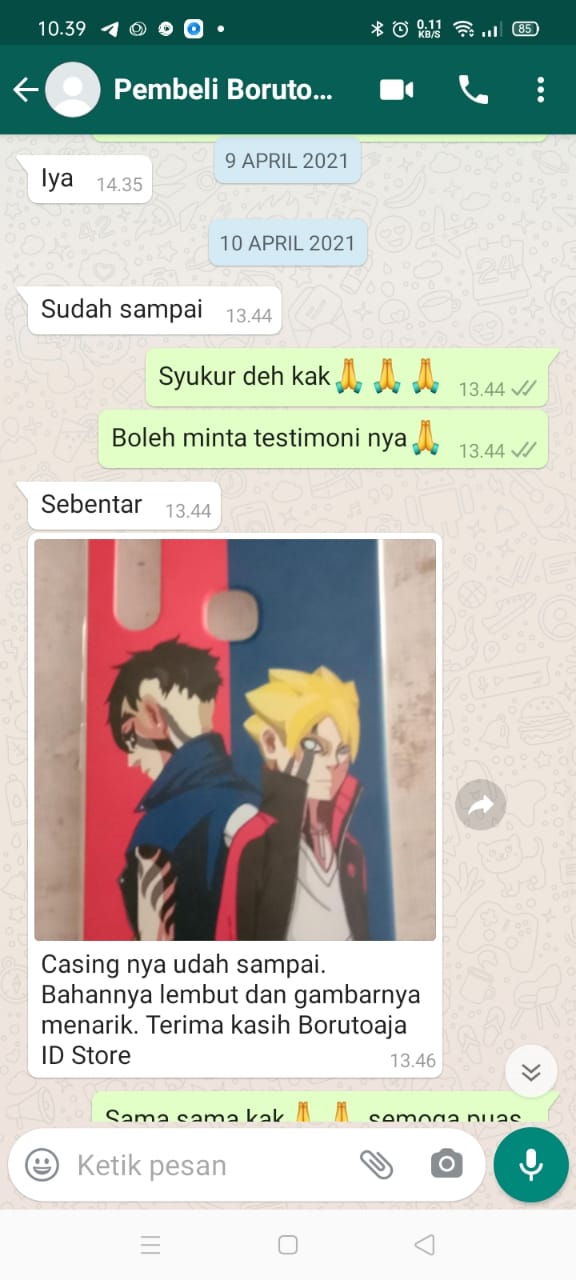 10.39
0.11
KB/S
85
Pembeli Boruto...
9 APRIL 2021
Iya 14.35
10 APRIL 2021
Sudah sampai 13.44
Syukur deh kak🙏🙏🙏 13.44
Boleh minta testimoni nya🙏 13.44
Sebentar 13.44
Casing nya udah sampai.
Bahannya lembut dan gambarnya
menarik. Terima kasih Borutoaja
ID Store 13.46
Sama sama kak🙏🙏 semoga puas
Ketik pesan